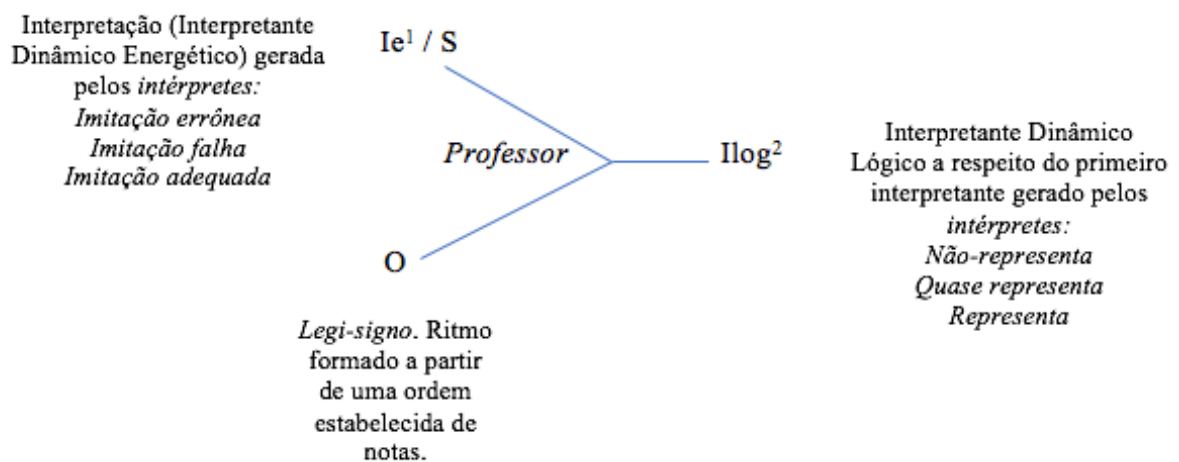 Interpretação (Interpretante
Dinâmico Energético) gerada
pelos intérpretes:
Imitação errônea
Imitação falha
Imitação adequada
Ie¹ / S
Professor
Ilog²
O
Legi-signo. Ritmo
formado a partir
de uma ordem
estabelecida de
notas.
Interpretante Dinâmico
Lógico a respeito do primeiro
interpretante gerado pelos
intérpretes:
Não-representa
Quase representa
Representa